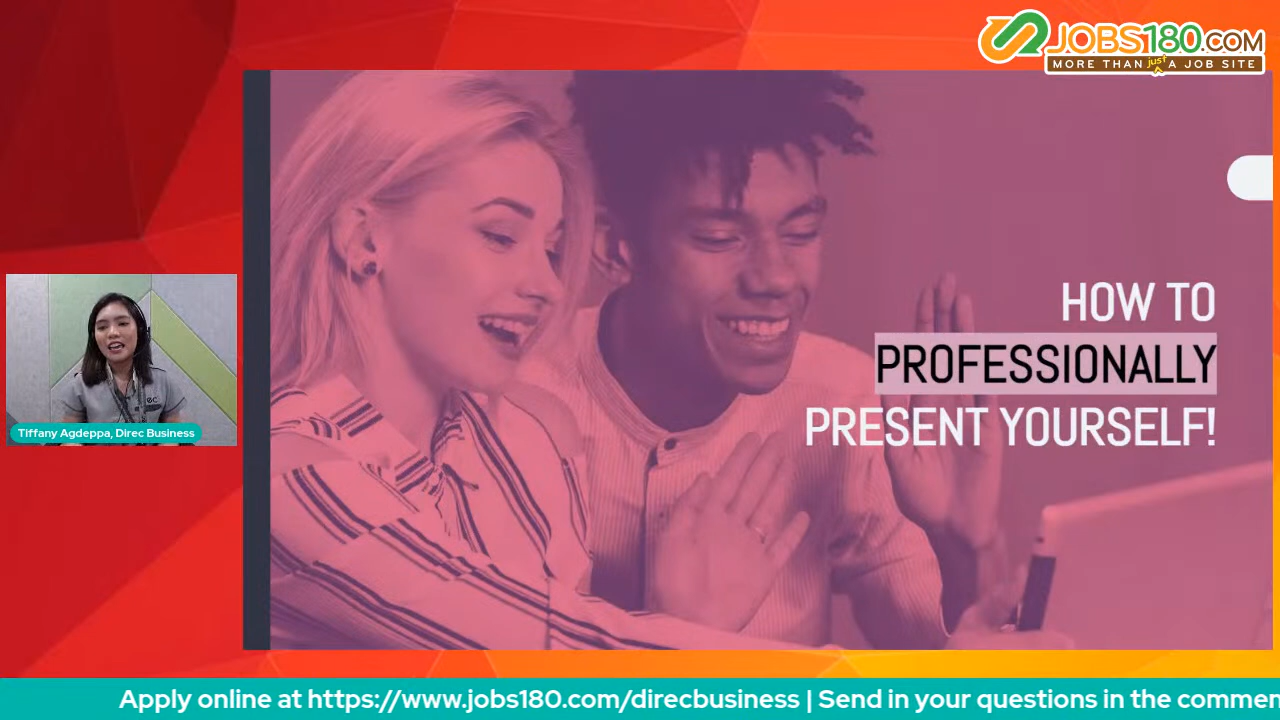 JOBS180.COM
MORE THAN just A JOB SITE
HOW TO
PROFESSIONALLY
PRESENT YOURSELF!
Tiffany Agdeppa, Direc Business
Apply online at https://www.jobs180.com/direcbusiness | Send in your questions in the commen